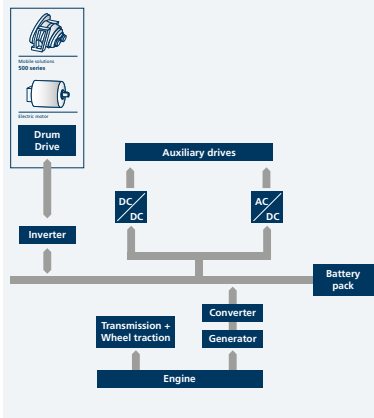 Mobile solutions
500 series
Electric motor
Drum
Drive
Auxiliary drives
DC
DC
AC
DC
Inverter
Battery
pack
Converter
Transmission +
Wheel traction
Generator
Engine